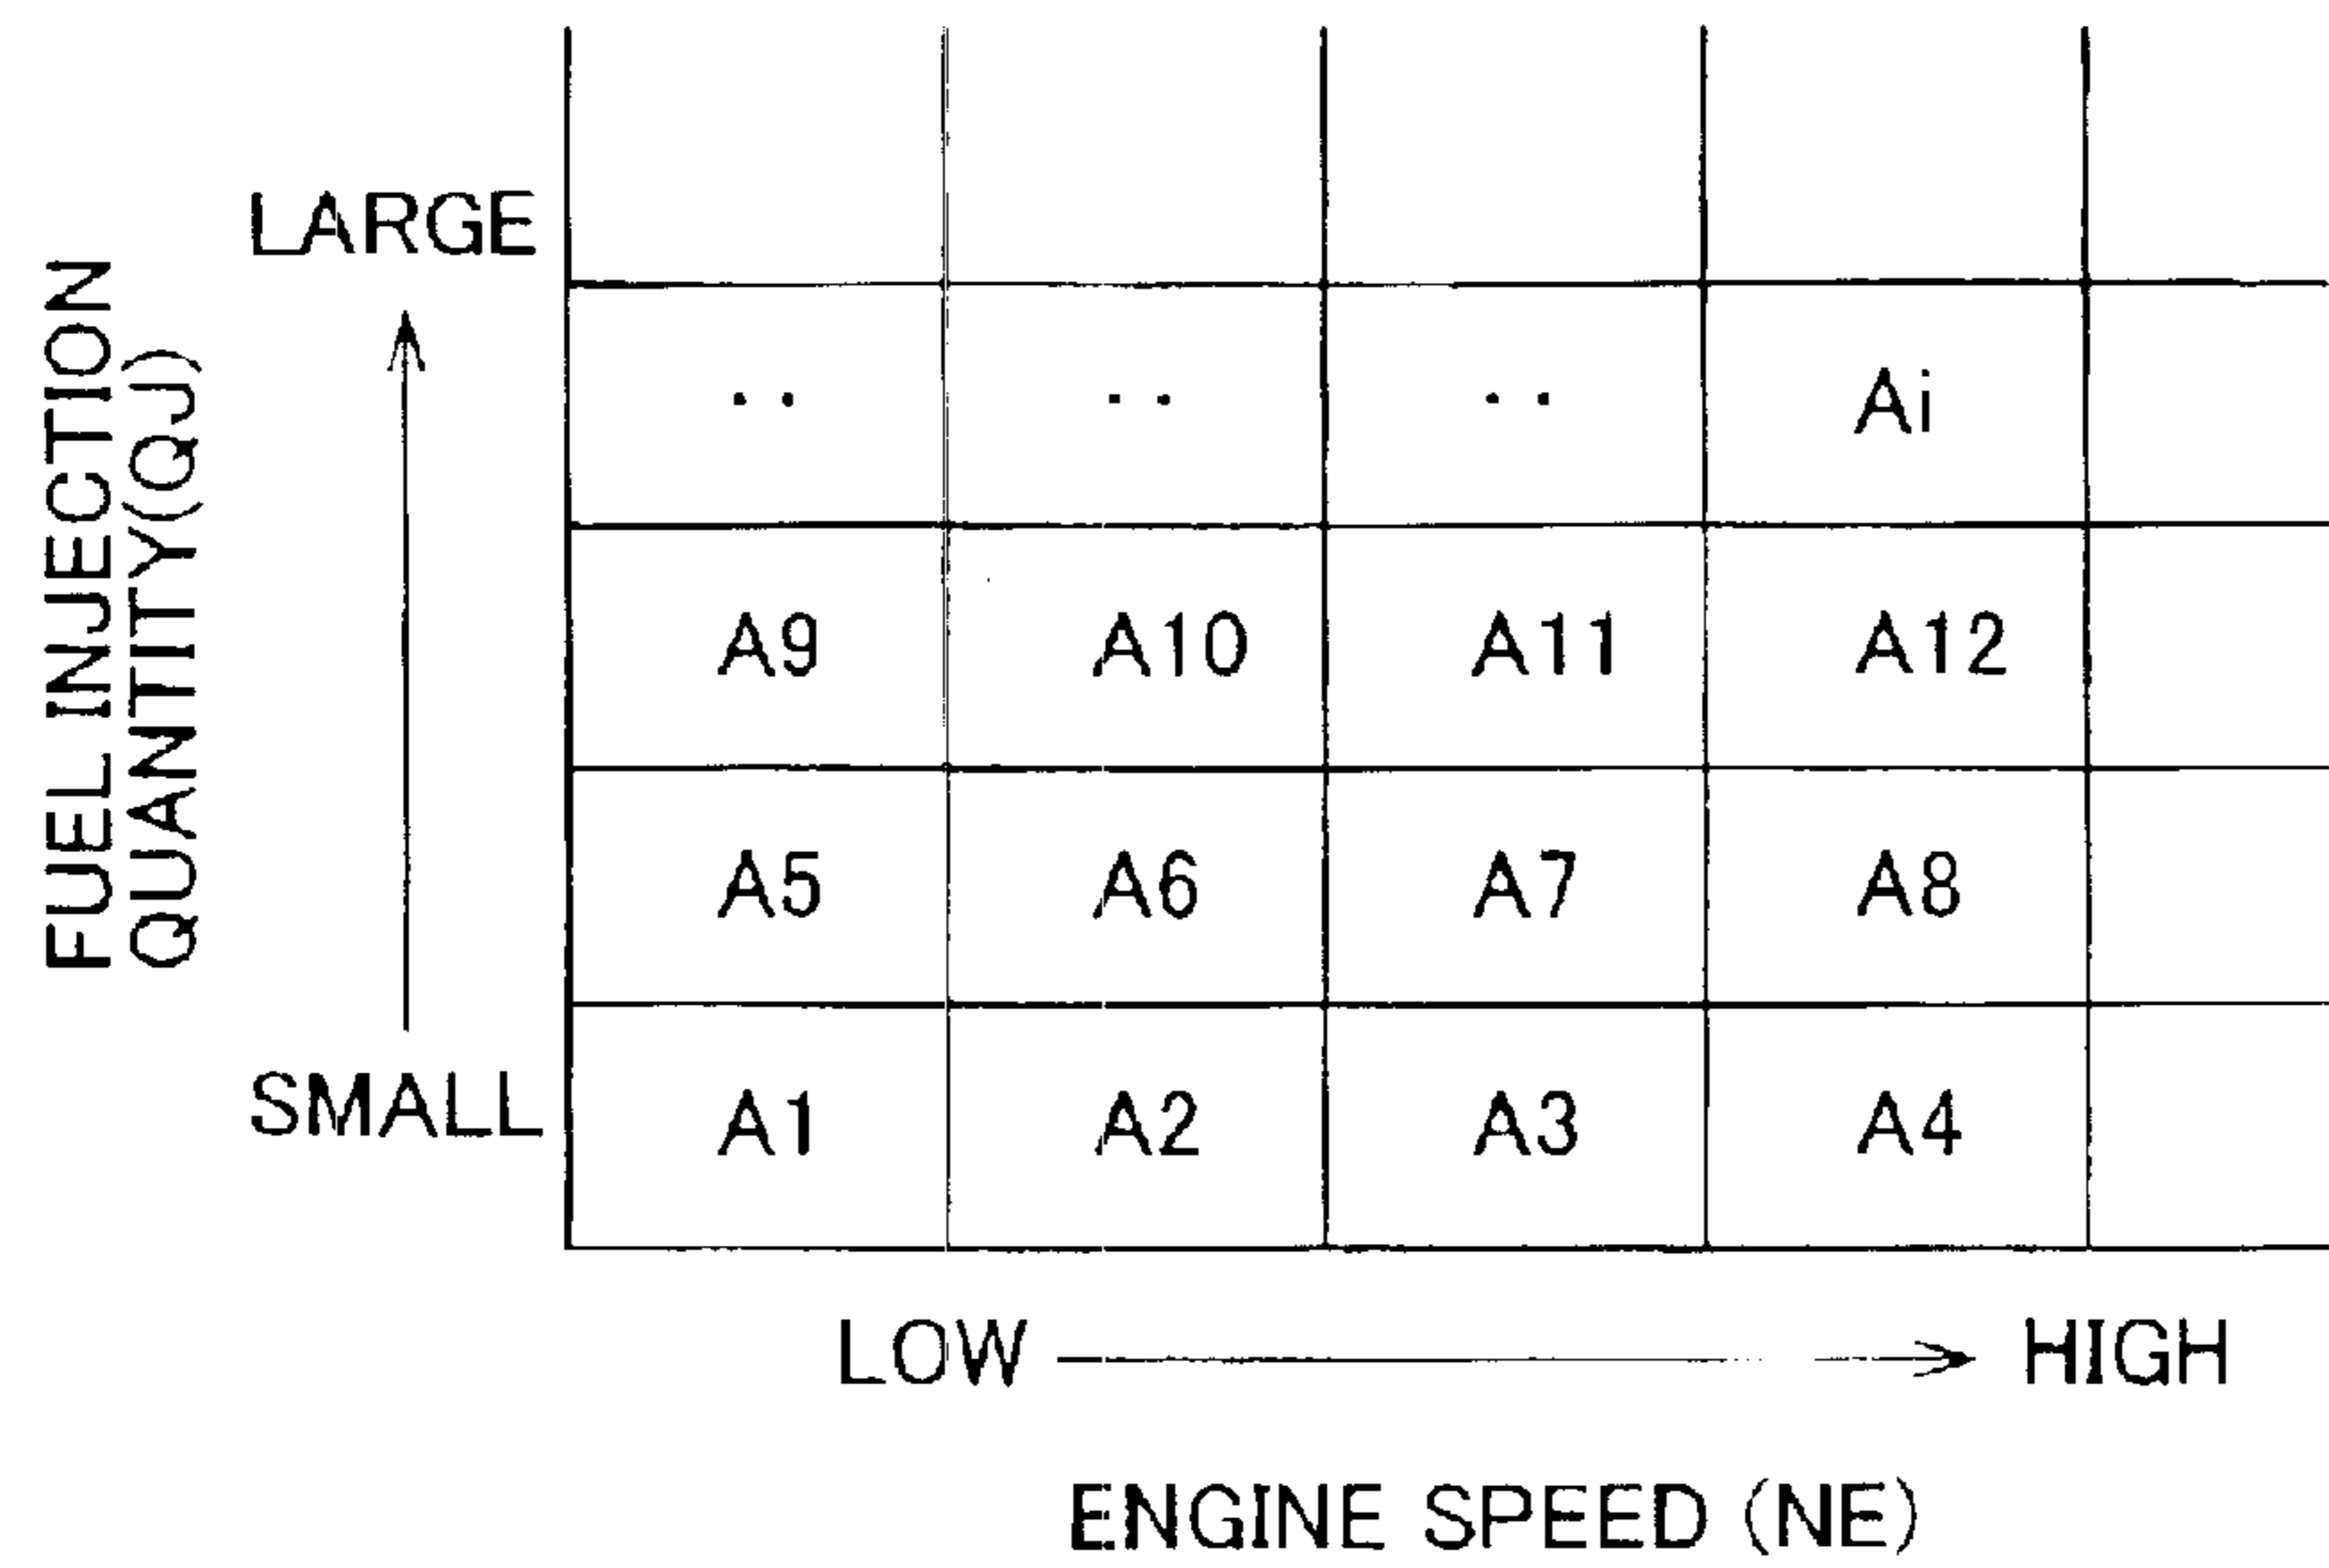 FUEL INJECTION
QUANTITY(QJ)
LARGE
SMALL
‥ ‥ ‥ Ai
A9 A10 A11 A12
A5 A6 A7 A8
A1 A2 A3 A4
LOW HIGH
ENGINE SPEED (NE)